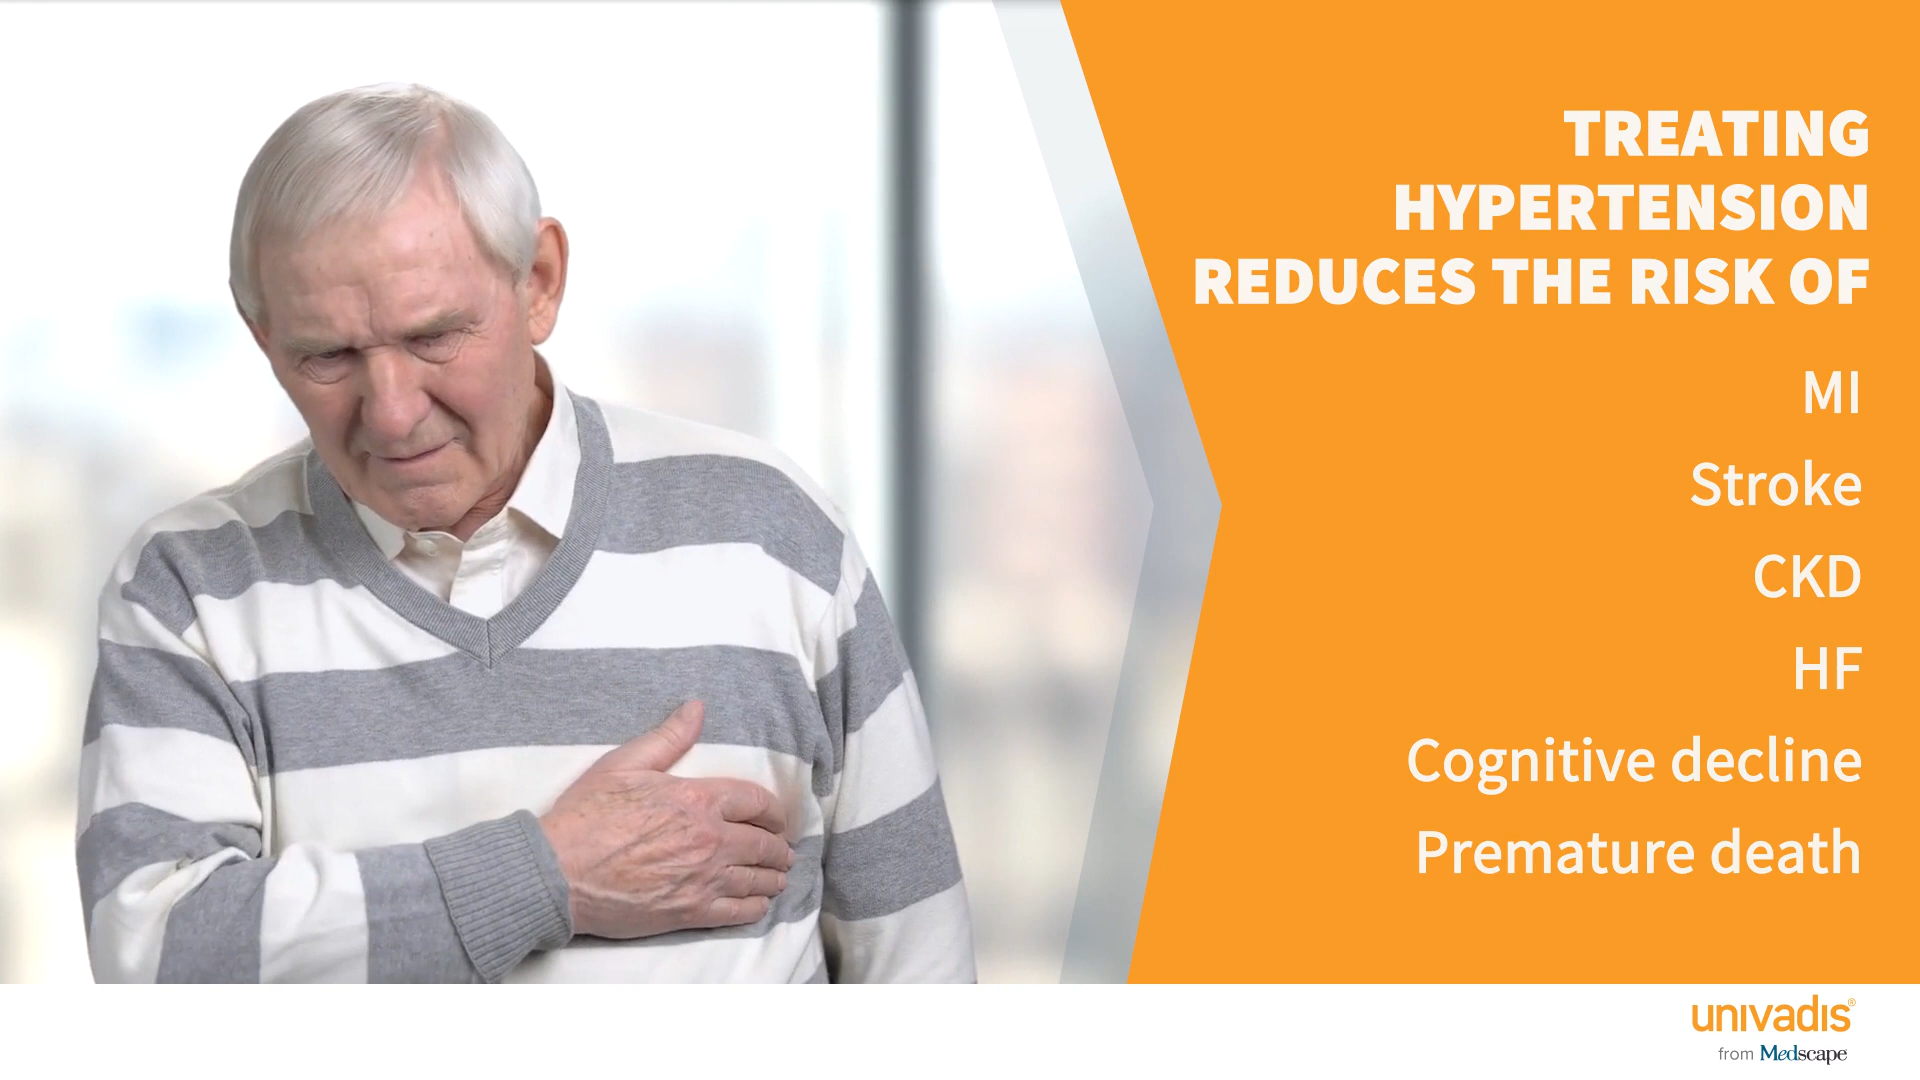 TREATING
HYPERTENSION
REDUCES THE RISK OF
MI
Stroke
CKD
HF
Cognitive decline
Premature death
univadis®
from Medscape